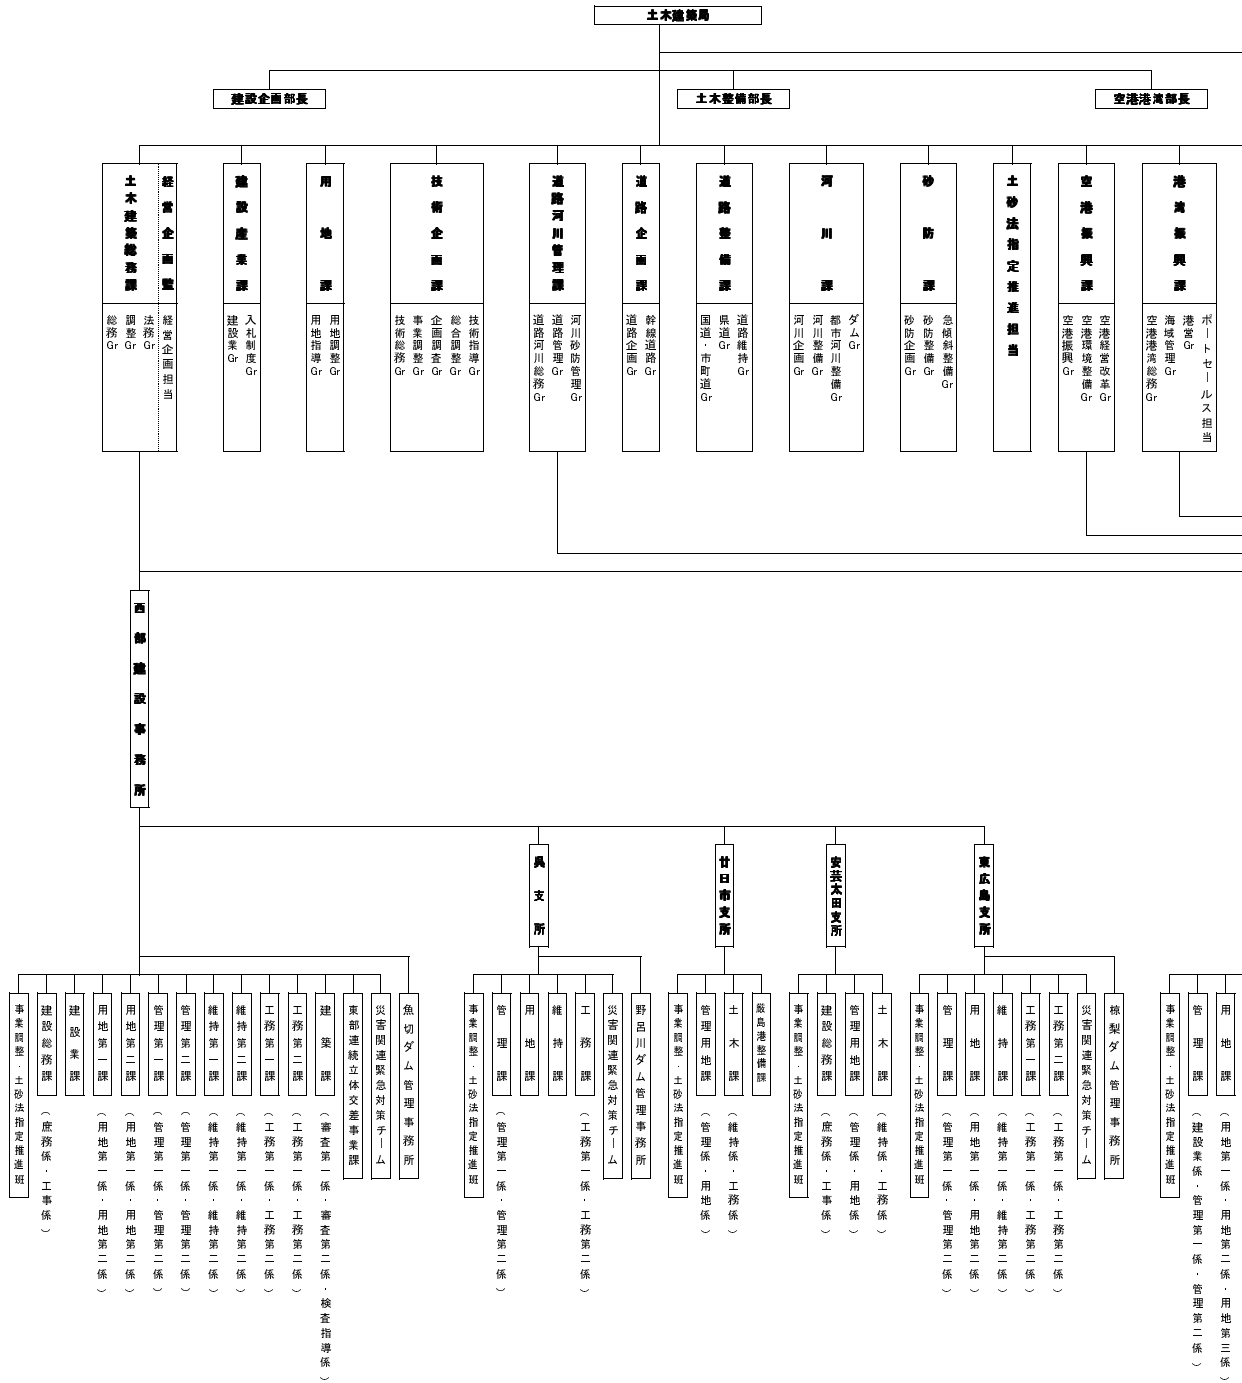 土木建築局
建設企画部長
土木整備部長
空港港湾部長
土木建築総務課
経営企画監
総務Gr
調整Gr
法務Gr
経営企画担当
建設産業課
建設業Gr
入札制度Gr
用地課
用地指導Gr
用地調整Gr
技術企画課
技術総務Gr
事業調整Gr
企画調査Gr
総合調整Gr
技術指導Gr
道路河川管理課
道路河川総務Gr
道路管理Gr
河川砂防管理Gr
道路企画課
道路企画Gr
幹線道路Gr
道路整備課
国道・市町道Gr
県道Gr
道路維持Gr
河川課
河川企画Gr
河川整備Gr
都市河川整備Gr
ダムGr
砂防課
砂防企画Gr
砂防整備Gr
急傾斜整備Gr
土砂法指定推進担当
空港振興課
空港振興Gr
空港環境整備Gr
空港経営改革Gr
港湾振興課
空港港湾総務Gr
海域管理Gr
港営Gr
ポートセールス担当
西部建設事務所
呉支所
廿日市支所
安芸太田支所
東広島支所
事業調整・土砂法指定推進班
建設総務課(庶務係・工事係)
建設業課
用地第一課(用地第一係・用地第二係)
用地第二課(用地第一係・用地第二係)
管理第一課(管理第一係・管理第二係)
管理第二課(管理第一係・管理第二係)
維持第一課(維持第一係・維持第二係)
維持第二課(維持第一係・維持第二係)
工務第一課(工務第一係・工務第二係)
工務第二課(工務第一係・工務第二係)
建築課(審査第一係・審査第二係・検査指導係)
東部連続立体交差事業課
災害関連緊急対策チーム
魚切ダム管理事務所
事業調整・土砂法指定推進班
管理課(管理第一係・管理第二係)
用地課
維持課
工務課(工務第一係・工務第二係)
災害関連緊急対策チーム
野呂川ダム管理事務所
事業調整・土砂法指定推進班
管理用地課(管理係・用地係)
土木課(維持係・工務係)
厳島港整備課
事業調整・土砂法指定推進班
建設総務課(庶務係・工事係)
管理用地課(管理係・用地係)
土木課(維持係・工務係)
事業調整・土砂法指定推進班
管理課(管理第一係・管理第二係)
用地課(用地第一係・用地第二係)
維持課(維持第一係・維持第二係)
工務第一課(工務第一係・工務第二係)
工務第二課(工務第一係・工務第二係)
災害関連緊急対策チーム
椋梨ダム管理事務所
事業調整・土砂法指定推進班
管理課(建設業係・管理第一係・管理第二係)
用地課(用地第一係・用地第二係・用地第三係)